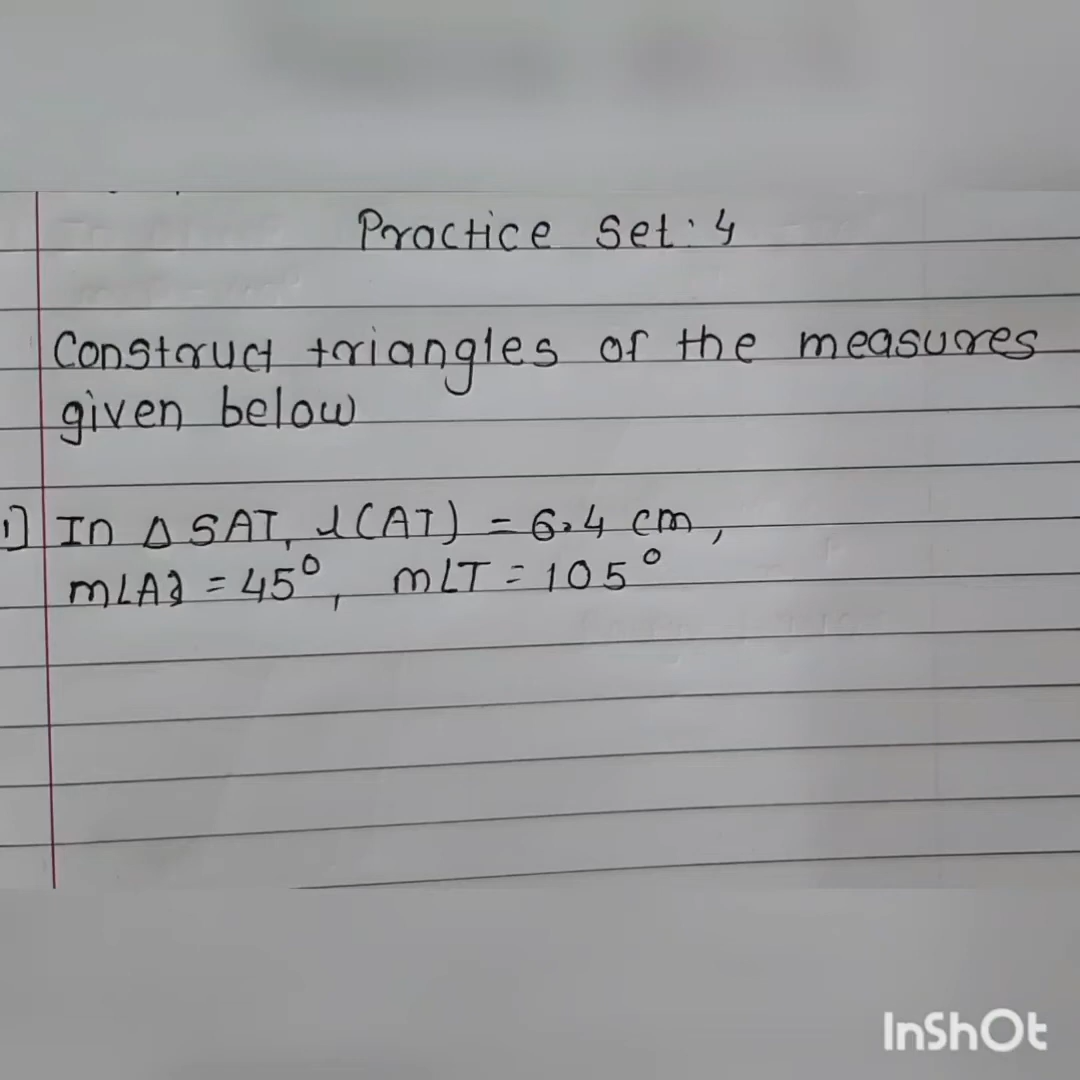 Practice Set: 4
Construct triangles of the measures
given below
1] In △ SAT, l(AT) = 6.4 cm,
m∠A = 45°, m∠T = 105°
InShOt